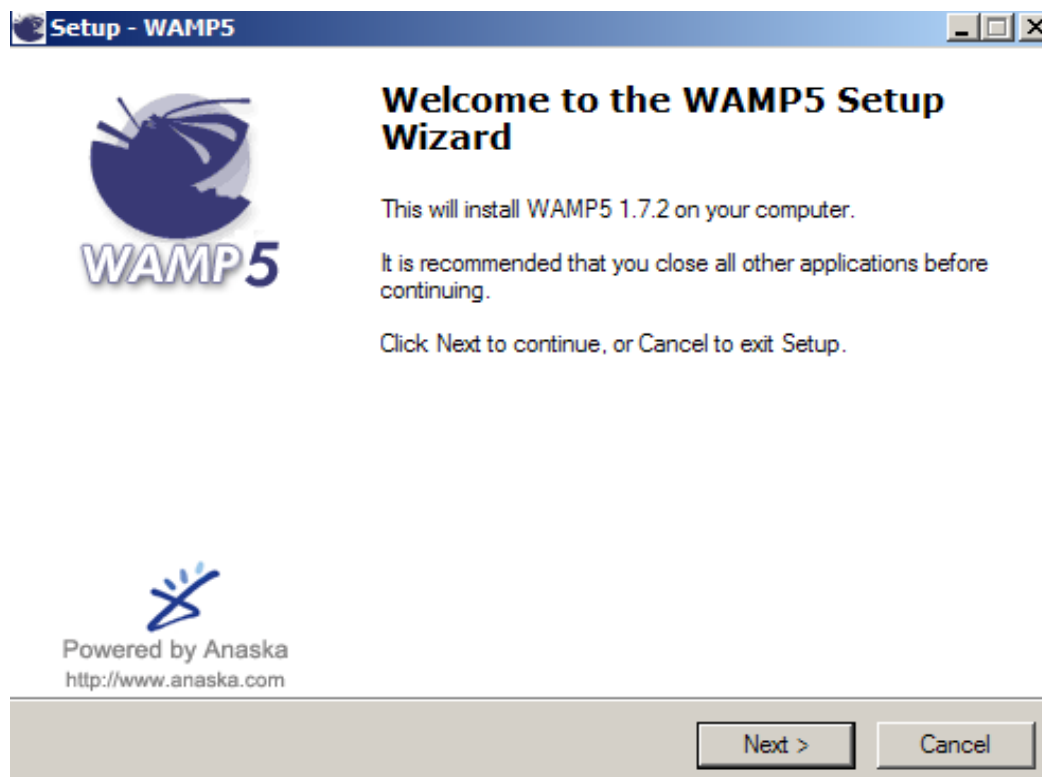 Setup - WAMP5
Welcome to the WAMP5 Setup
Wizard
This will install WAMP5 1.7.2 on your computer.
It is recommended that you close all other applications before
continuing.
Click Next to continue, or Cancel to exit Setup.
WAMP5
Powered by Anaska
http://www.anaska.com
Next >
Cancel